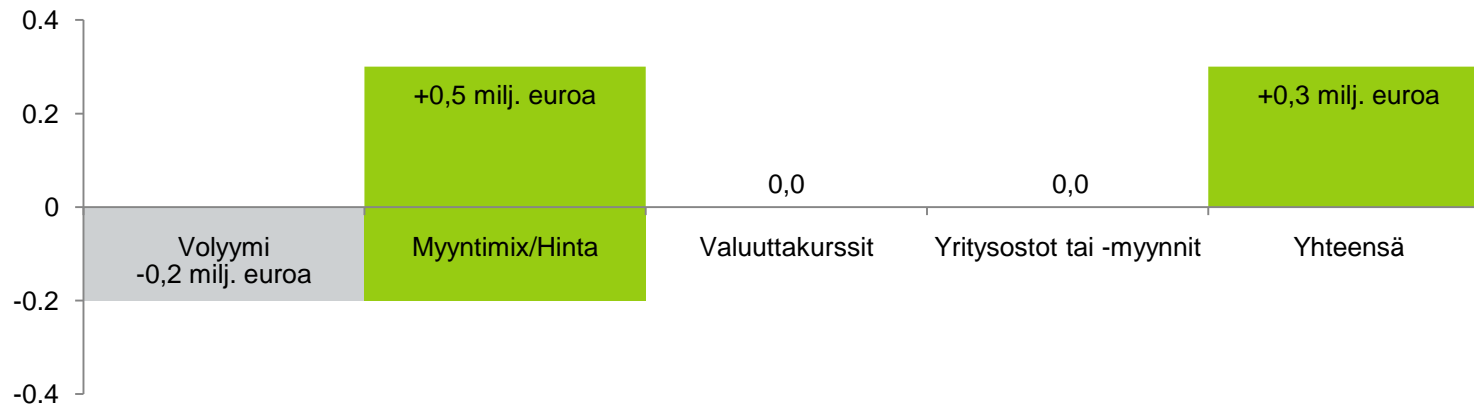 0.4
+0,5 milj. euroa
+0,3 milj. euroa
0.2
0,0
0,0
0
Volyymi
-0,2 milj. euroa
Myyntimix/Hinta
Valuuttakurssit
Yritysostot tai -myynnit
Yhteensä
-0.2
-0.4